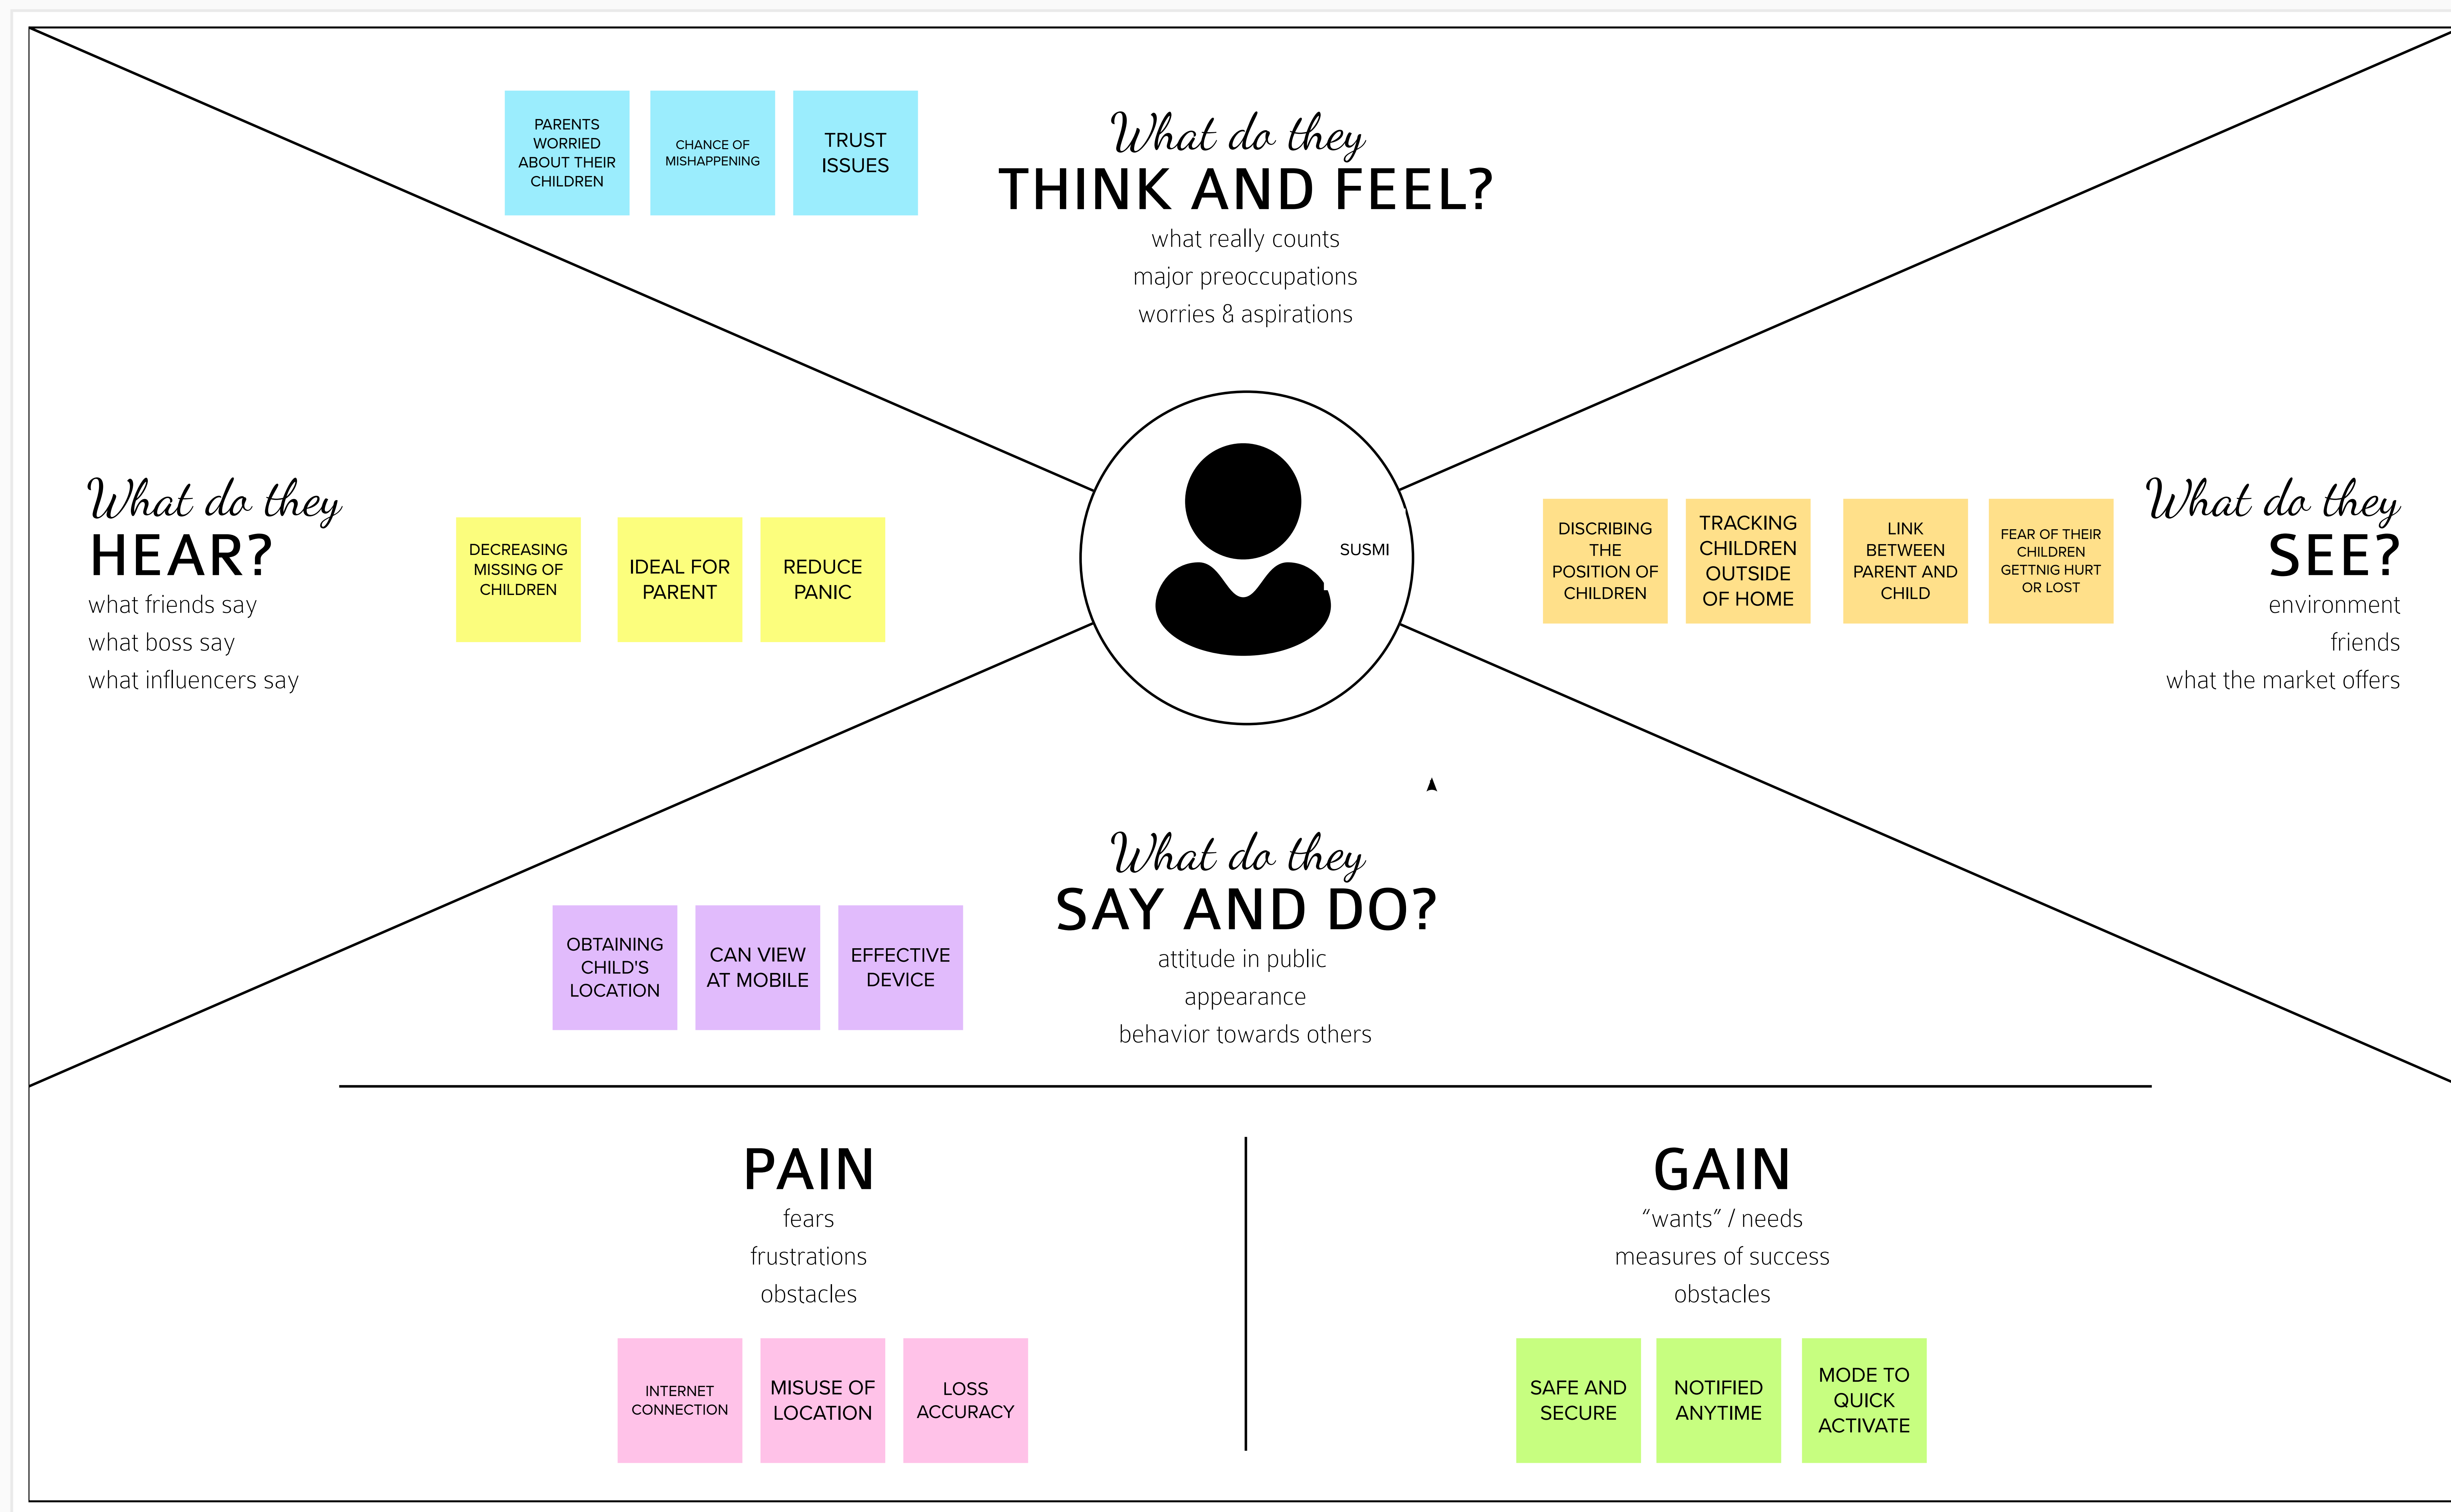 PARENTS
WORRIED
ABOUT THEIR
CHILDREN
CHANCE OF
MISHAPPENING
TRUST
ISSUES
What do they
THINK AND FEEL?
what really counts
major preoccupations
worries & aspirations
What do they
HEAR?
what friends say
what boss say
what influencers say
DECREASING
MISSING OF
CHILDREN
IDEAL FOR
PARENT
REDUCE
PANIC
SUSMI
DISCRIBING
THE
POSITION OF
CHILDREN
TRACKING
CHILDREN
OUTSIDE
OF HOME
LINK
BETWEEN
PARENT AND
CHILD
FEAR OF THEIR
CHILDREN
GETTNIG HURT
OR LOST
What do they
SEE?
environment
friends
what the market offers
OBTAINING
CHILD'S
LOCATION
CAN VIEW
AT MOBILE
EFFECTIVE
DEVICE
What do they
SAY AND DO?
attitude in public
appearance
behavior towards others
PAIN
fears
frustrations
obstacles
INTERNET
CONNECTION
MISUSE OF
LOCATION
LOSS
ACCURACY
GAIN
“wants” / needs
measures of success
obstacles
SAFE AND
SECURE
NOTIFIED
ANYTIME
MODE TO
QUICK
ACTIVATE